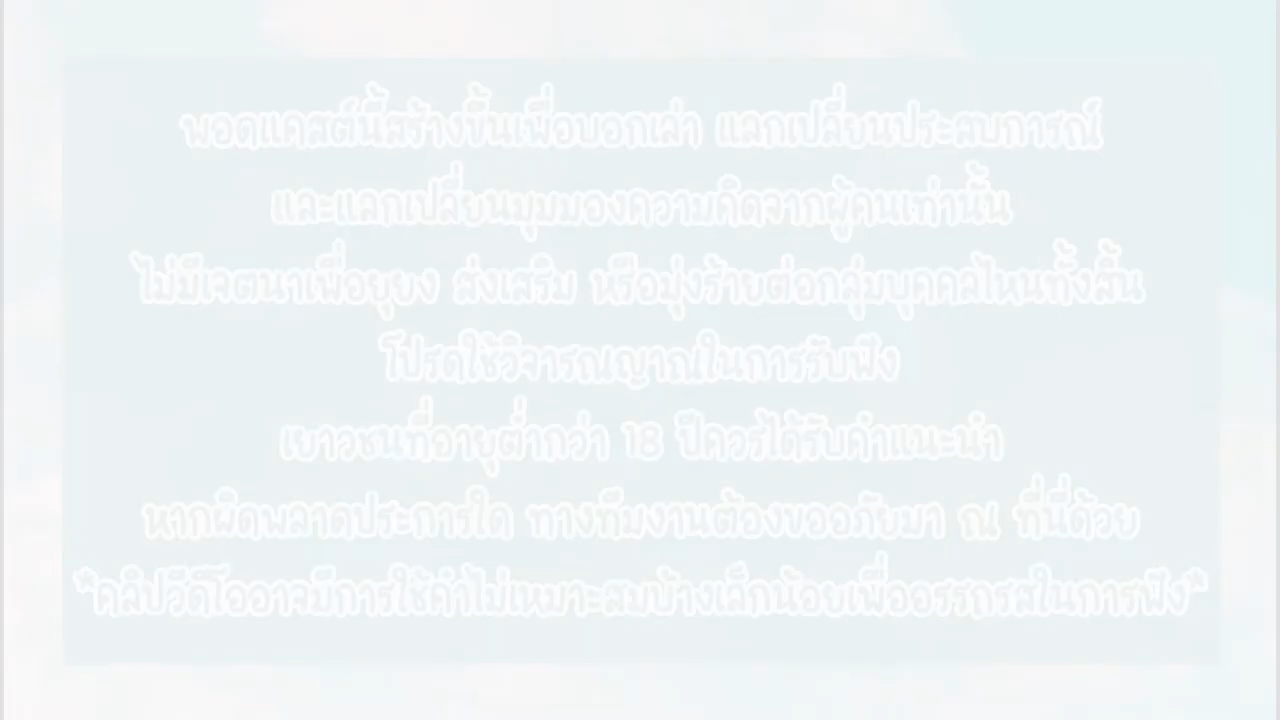 พอดแคสต์นี้สร้างขึ้นเพื่อบอกเล่า แลกเปลี่ยนประสบการณ์
และแลกเปลี่ยนมุมมองความคิดจากผู้คนเท่านั้น
ไม่มีเจตนาเพื่อยุยง ส่งเสริม หรือมุ่งร้ายต่อกลุ่มบุคคลไหนทั้งสิ้น
โปรดใช้วิจารณญาณในการรับฟัง
เยาวชนที่อายุต่ำกว่า 18 ปีควรได้รับคำแนะนำ
หากผิดพลาดประการใด ทางทีมงานต้องขออภัยมา ณ ที่นี่ด้วย
*คลิปวีดีโออาจมีการใช้คำไม่เหมาะสมบ้างเล็กน้อยเพื่ออรรถรสในการฟัง*